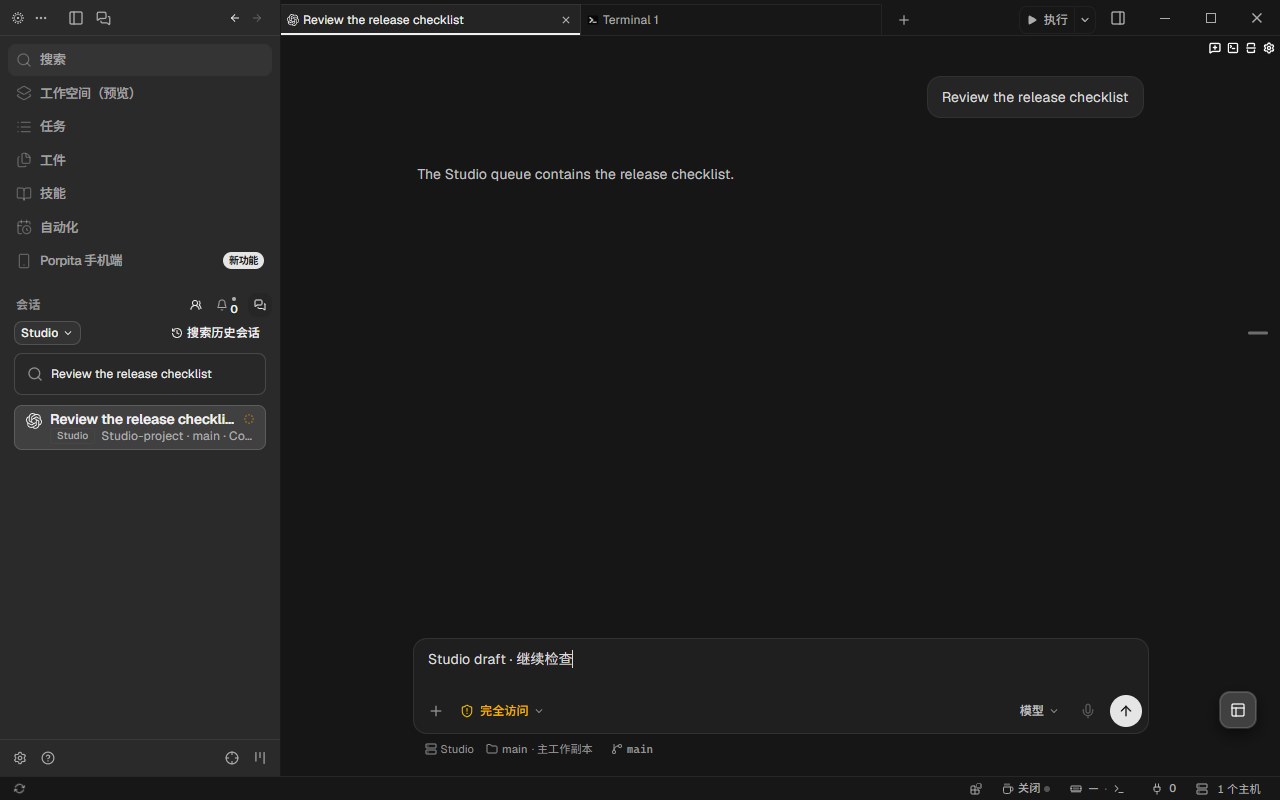 Review the release checklist
Terminal 1
执行
搜索
工作空间（预览）
任务
工件
技能
自动化
Porpita 手机端
新功能
会话
0
Studio
搜索历史会话
Review the release checklist
Review the release checkli...
Studio
Studio-project · main · Co...
Review the release checklist
The Studio queue contains the release checklist.
Studio draft · 继续检查
完全访问
模型
Studio
main · 主工作副本
main
关闭
0
1 个主机